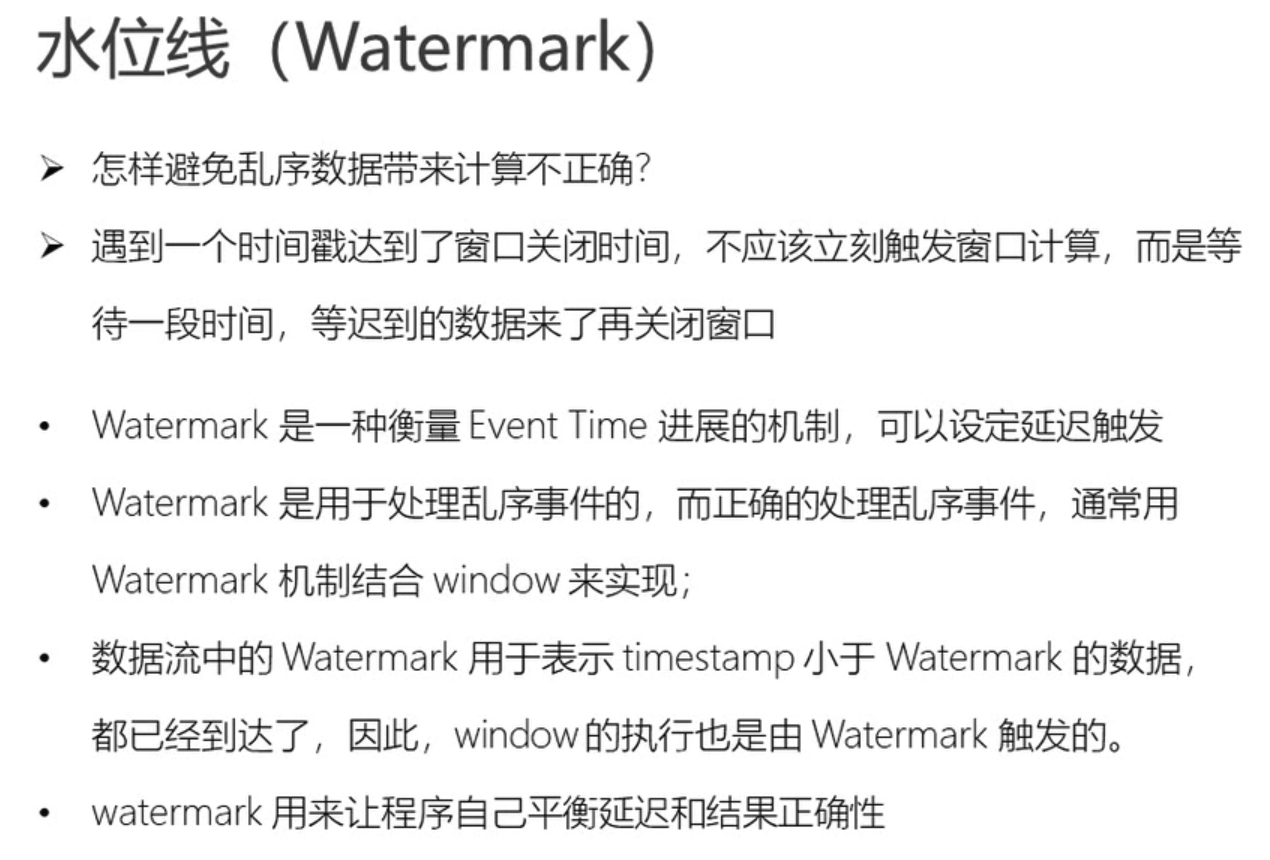 水位线（Watermark）
➢ 怎样避免乱序数据带来计算不正确？
➢ 遇到一个时间戳达到了窗口关闭时间，不应该立刻触发窗口计算，而是等
待一段时间，等迟到的数据来了再关闭窗口
• Watermark 是一种衡量 Event Time 进展的机制，可以设定延迟触发
• Watermark 是用于处理乱序事件的，而正确的处理乱序事件，通常用
Watermark 机制结合 window 来实现；
• 数据流中的 Watermark 用于表示 timestamp 小于 Watermark 的数据，
都已经到达了，因此，window 的执行也是由 Watermark 触发的。
• watermark 用来让程序自己平衡延迟和结果正确性